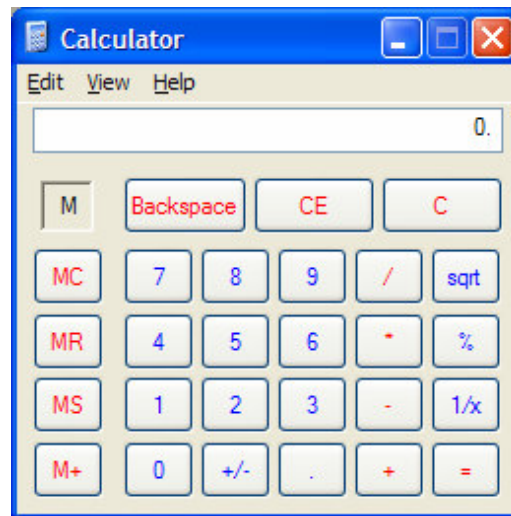 Calculator
Edit View Help
0.
M Backspace CE C
MC 7 8 9 / sqrt
MR 4 5 6 * %
MS 1 2 3 - 1/x
M+ 0 +/- . + =